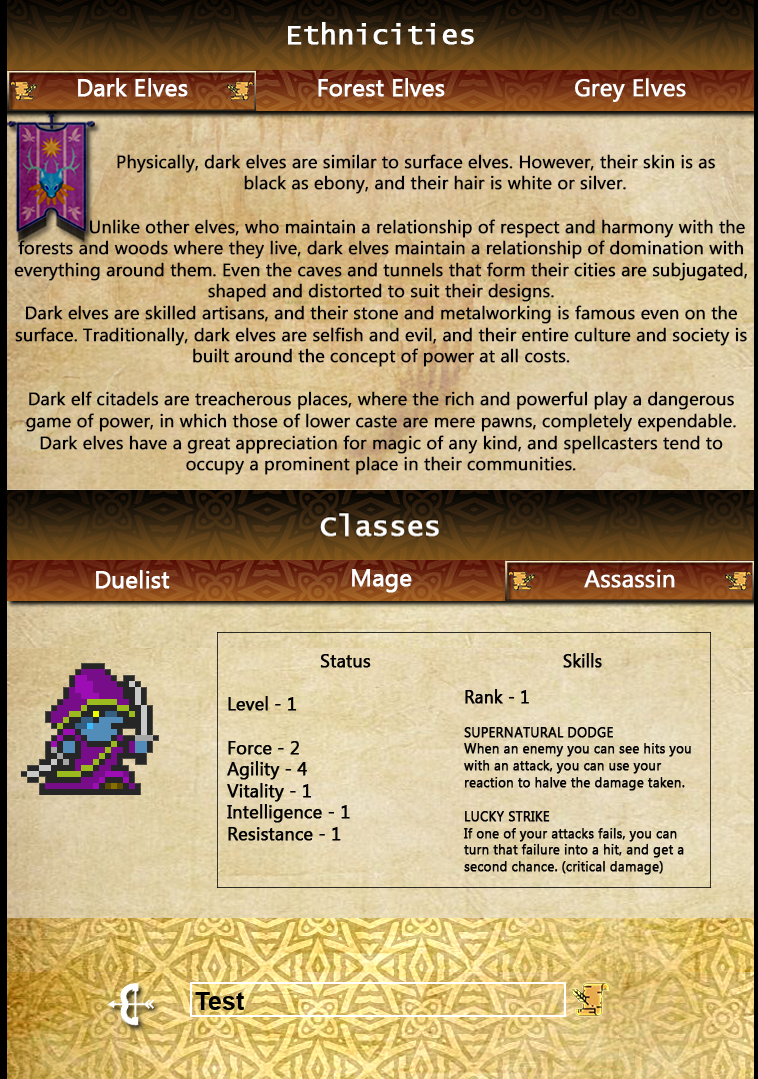 Ethnicities
Dark Elves
Forest Elves
Grey Elves
Physically, dark elves are similar to surface elves. However, their skin is as
black as ebony, and their hair is white or silver.
Unlike other elves, who maintain a relationship of respect and harmony with the
forests and woods where they live, dark elves maintain a relationship of domination with
everything around them. Even the caves and tunnels that form their cities are subjugated,
shaped and distorted to suit their designs.
Dark elves are skilled artisans, and their stone and metalworking is famous even on the
surface. Traditionally, dark elves are selfish and evil, and their entire culture and society is
built around the concept of power at all costs.
Dark elf citadels are treacherous places, where the rich and powerful play a dangerous
game of power, in which those of lower caste are mere pawns, completely expendable.
Dark elves have a great appreciation for magic of any kind, and spellcasters tend to
occupy a prominent place in their communities.
Classes
Duelist
Mage
Assassin
Status
Level - 1
Force - 2
Agility - 4
Vitality - 1
Intelligence - 1
Resistance - 1
Skills
Rank - 1
SUPERNATURAL DODGE
When an enemy you can see hits you
with an attack, you can use your
reaction to halve the damage taken.
LUCKY STRIKE
If one of your attacks fails, you can
turn that failure into a hit, and get a
second chance. (critical damage)
Test